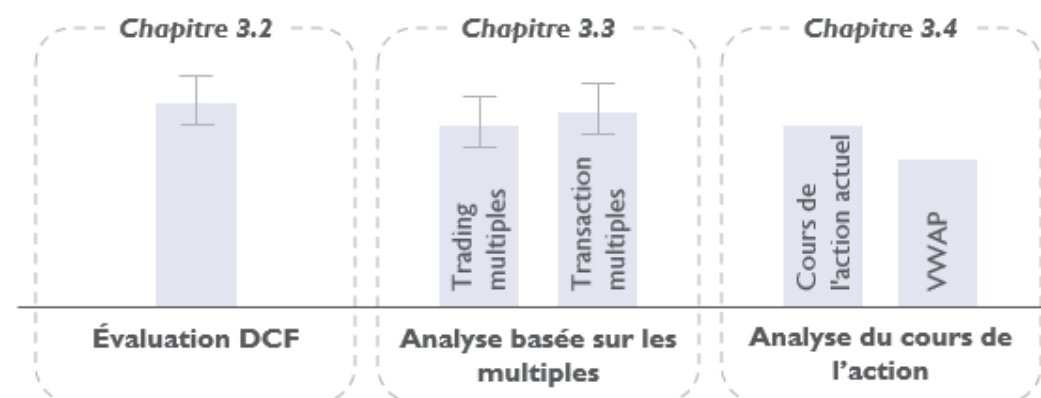 Chapitre 3.2
Chapitre 3.3
Chapitre 3.4
Trading
multiples
Transaction
multiples
Cours de
l'action actuel
VWAP
Évaluation DCF
Analyse basée sur les
multiples
Analyse du cours de
l'action